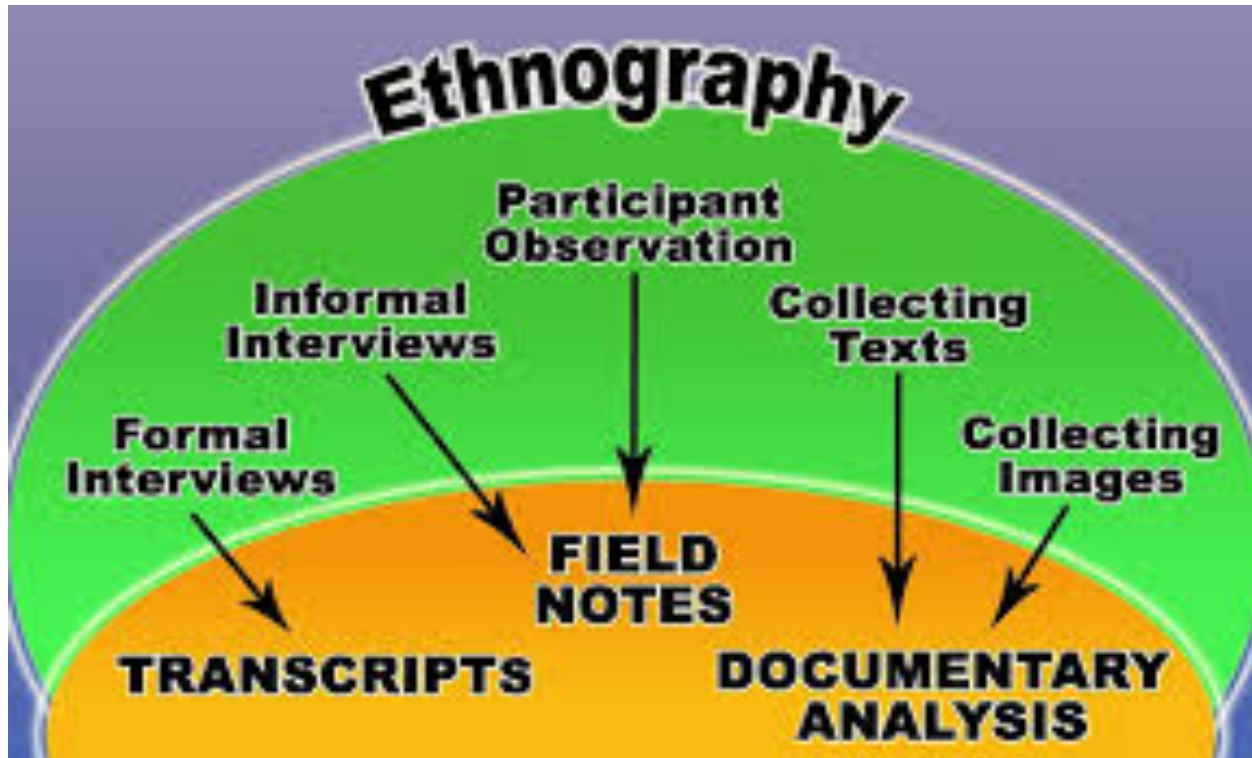 Ethnography
Participant
Observation
Informal
Interviews
Collecting
Texts
Formal
Interviews
Collecting
Images
FIELD
NOTES
TRANSCRIPTS
DOCUMENTARY
ANALYSIS